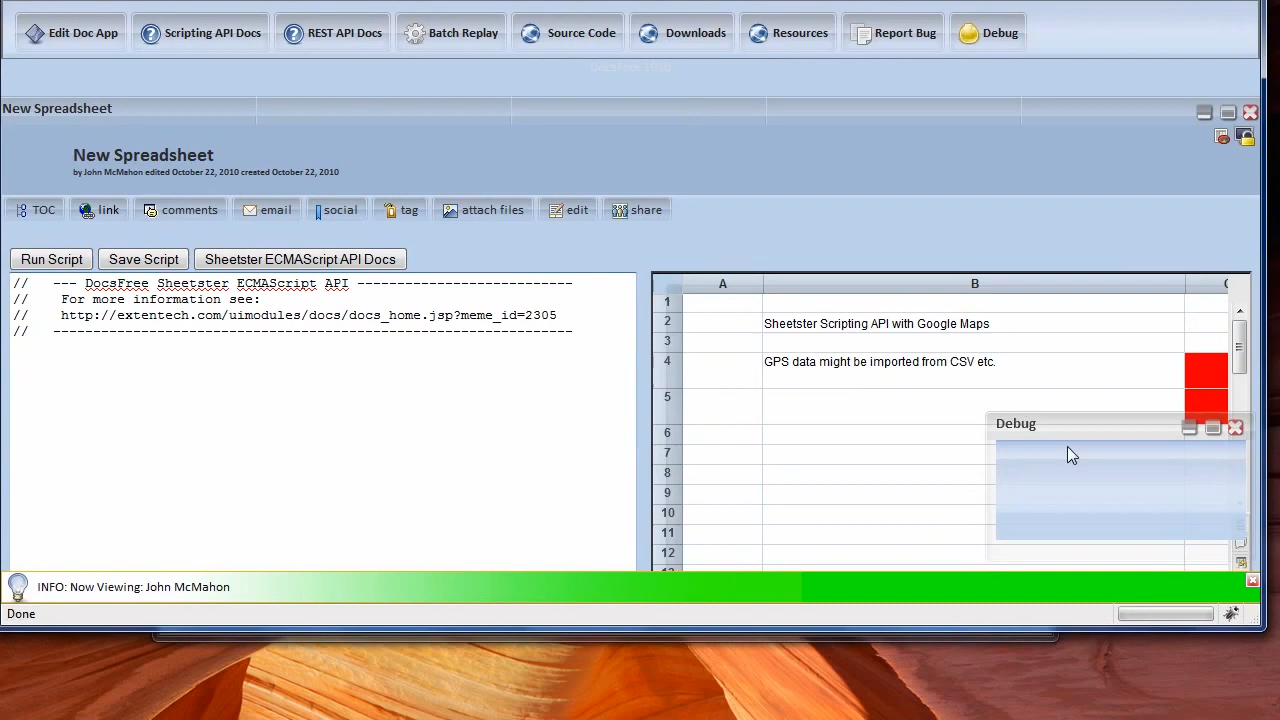 Edit Doc App Scripting API Docs REST API Docs Batch Replay Source Code Downloads Resources Report Bug Debug
New Spreadsheet
New Spreadsheet
by John McMahon edited October 22, 2010 created October 22, 2010
TOC link comments email social tag attach files edit share
Run Script Save Script Sheetster ECMAScript API Docs
// --- DocsFree Sheetster ECMAScript API ---------------------------
// For more information see:
// http://extentech.com/uimodules/docs/docs_home.jsp?meme_id=2305
// -----------------------------------------------------------------
A B C
1
2 Sheetster Scripting API with Google Maps
3
4 GPS data might be imported from CSV etc.
5
6
7
8
9
10
11
12
Debug
INFO: Now Viewing: John McMahon
Done